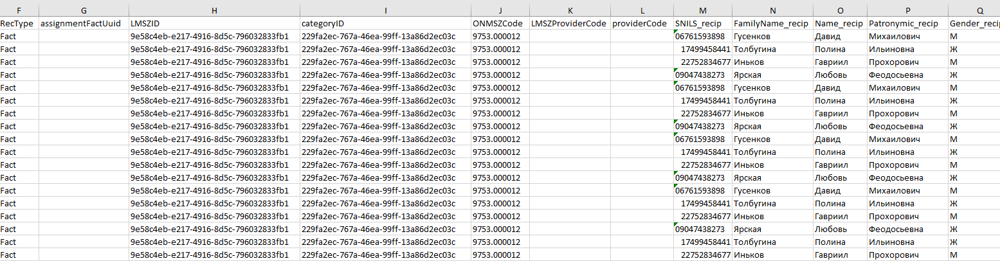 F G H I J K L M N O P Q
RecType assignmentFactUuid LMSZID categoryID ONMSZCode LMSZProviderCode providerCode SNILS_recip FamilyName_recip Name_recip Patronymic_recip Gender_recip
Fact 9e58c4eb-e217-4916-8d5c-796032833fb1 229fa2ec-767a-46ea-99ff-13a86d2ec03c 9753.000012 06761593898 Гусенков Давид Михаилович М
Fact 9e58c4eb-e217-4916-8d5c-796032833fb1 229fa2ec-767a-46ea-99ff-13a86d2ec03c 9753.000012 17499458441 Толбугина Полина Ильиновна Ж
Fact 9e58c4eb-e217-4916-8d5c-796032833fb1 229fa2ec-767a-46ea-99ff-13a86d2ec03c 9753.000012 22752834677 Иньков Гавриил Прохорович М
Fact 9e58c4eb-e217-4916-8d5c-796032833fb1 229fa2ec-767a-46ea-99ff-13a86d2ec03c 9753.000012 09047438273 Ярская Любовь Феодосьевна Ж
Fact 9e58c4eb-e217-4916-8d5c-796032833fb1 229fa2ec-767a-46ea-99ff-13a86d2ec03c 9753.000012 06761593898 Гусенков Давид Михаилович М
Fact 9e58c4eb-e217-4916-8d5c-796032833fb1 229fa2ec-767a-46ea-99ff-13a86d2ec03c 9753.000012 17499458441 Толбугина Полина Ильиновна Ж
Fact 9e58c4eb-e217-4916-8d5c-796032833fb1 229fa2ec-767a-46ea-99ff-13a86d2ec03c 9753.000012 22752834677 Иньков Гавриил Прохорович М
Fact 9e58c4eb-e217-4916-8d5c-796032833fb1 229fa2ec-767a-46ea-99ff-13a86d2ec03c 9753.000012 09047438273 Ярская Любовь Феодосьевна Ж
Fact 9e58c4eb-e217-4916-8d5c-796032833fb1 229fa2ec-767a-46ea-99ff-13a86d2ec03c 9753.000012 06761593898 Гусенков Давид Михаилович М
Fact 9e58c4eb-e217-4916-8d5c-796032833fb1 229fa2ec-767a-46ea-99ff-13a86d2ec03c 9753.000012 17499458441 Толбугина Полина Ильиновна Ж
Fact 9e58c4eb-e217-4916-8d5c-796032833fb1 229fa2ec-767a-46ea-99ff-13a86d2ec03c 9753.000012 22752834677 Иньков Гавриил Прохорович М
Fact 9e58c4eb-e217-4916-8d5c-796032833fb1 229fa2ec-767a-46ea-99ff-13a86d2ec03c 9753.000012 09047438273 Ярская Любовь Феодосьевна Ж
Fact 9e58c4eb-e217-4916-8d5c-796032833fb1 229fa2ec-767a-46ea-99ff-13a86d2ec03c 9753.000012 06761593898 Гусенков Давид Михаилович М
Fact 9e58c4eb-e217-4916-8d5c-796032833fb1 229fa2ec-767a-46ea-99ff-13a86d2ec03c 9753.000012 17499458441 Толбугина Полина Ильиновна Ж
Fact 9e58c4eb-e217-4916-8d5c-796032833fb1 229fa2ec-767a-46ea-99ff-13a86d2ec03c 9753.000012 22752834677 Иньков Гавриил Прохорович М
Fact 9e58c4eb-e217-4916-8d5c-796032833fb1 229fa2ec-767a-46ea-99ff-13a86d2ec03c 9753.000012 09047438273 Ярская Любовь Феодосьевна Ж
Fact 9e58c4eb-e217-4916-8d5c-796032833fb1 229fa2ec-767a-46ea-99ff-13a86d2ec03c 9753.000012 17499458441 Толбугина Полина Ильиновна Ж
Fact 9e58c4eb-e217-4916-8d5c-796032833fb1 229fa2ec-767a-46ea-99ff-13a86d2ec03c 9753.000012 22752834677 Иньков Гавриил Прохорович М